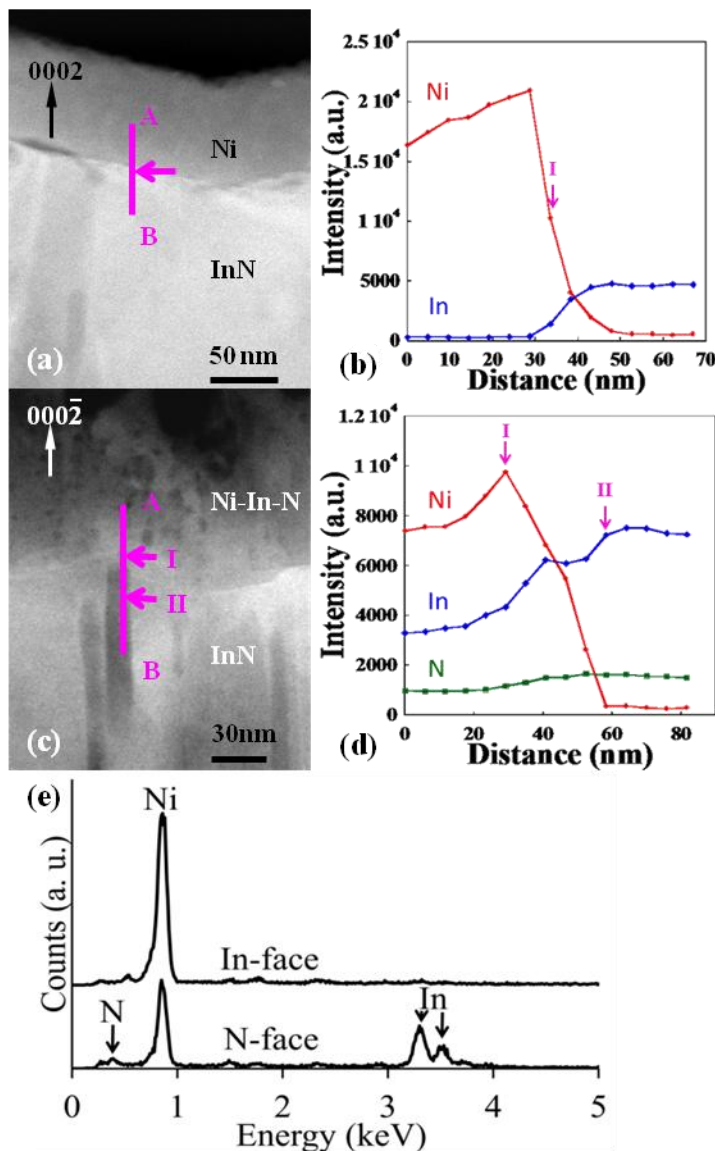 0002
A
Ni
B
InN
(a)
50 nm
2.5 10⁴
2 10⁴
1.5 10⁴
1 10⁴
5000
0
Intensity (a.u.)
Ni
I
In
0 10 20 30 40 50 60 70
(b)
Distance (nm)
0002̄
A
Ni-In-N
I
II
B
InN
(c)
30nm
1.2 10⁴
1 10⁴
8000
6000
4000
2000
0
Intensity (a.u.)
Ni
I
II
In
N
0 20 40 60 80
(d)
Distance (nm)
(e)
Counts (a. u.)
Ni
In-face
N
In
N-face
0 1 2 3 4 5
Energy (keV)